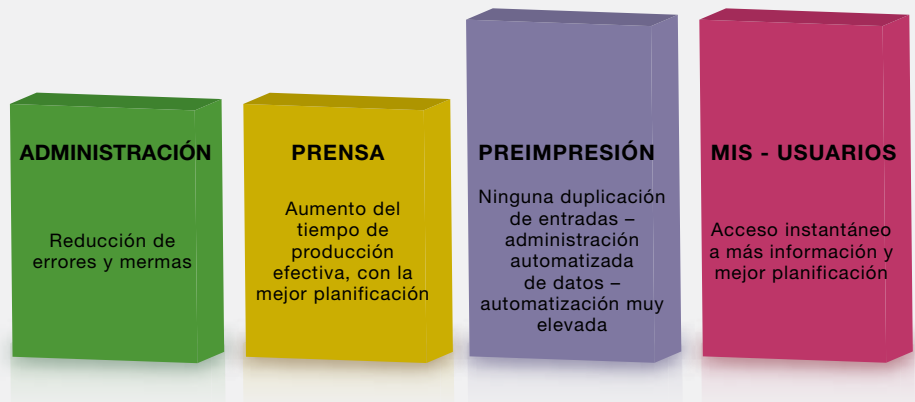 ADMINISTRACIÓN
Reducción de
errores y mermas
PRENSA
Aumento del
tiempo de
producción
efectiva, con la
mejor planificación
PREIMPRESIÓN
Ninguna duplicación
de entradas –
administración
automatizada
de datos –
automatización muy
elevada
MIS - USUARIOS
Acceso instantáneo
a más información y
mejor planificación